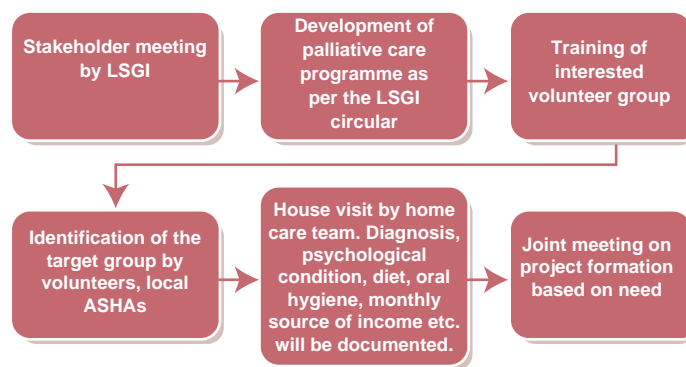 Stakeholder meeting
by LSGI
Development of
palliative care
programme as
per the LSGI
circular
Training of
interested
volunteer group
Identification of the
target group by
volunteers, local
ASHAs
House visit by home
care team. Diagnosis,
psychological
condition, diet, oral
hygiene, monthly
source of income etc.
will be documented.
Joint meeting on
project formation
based on need